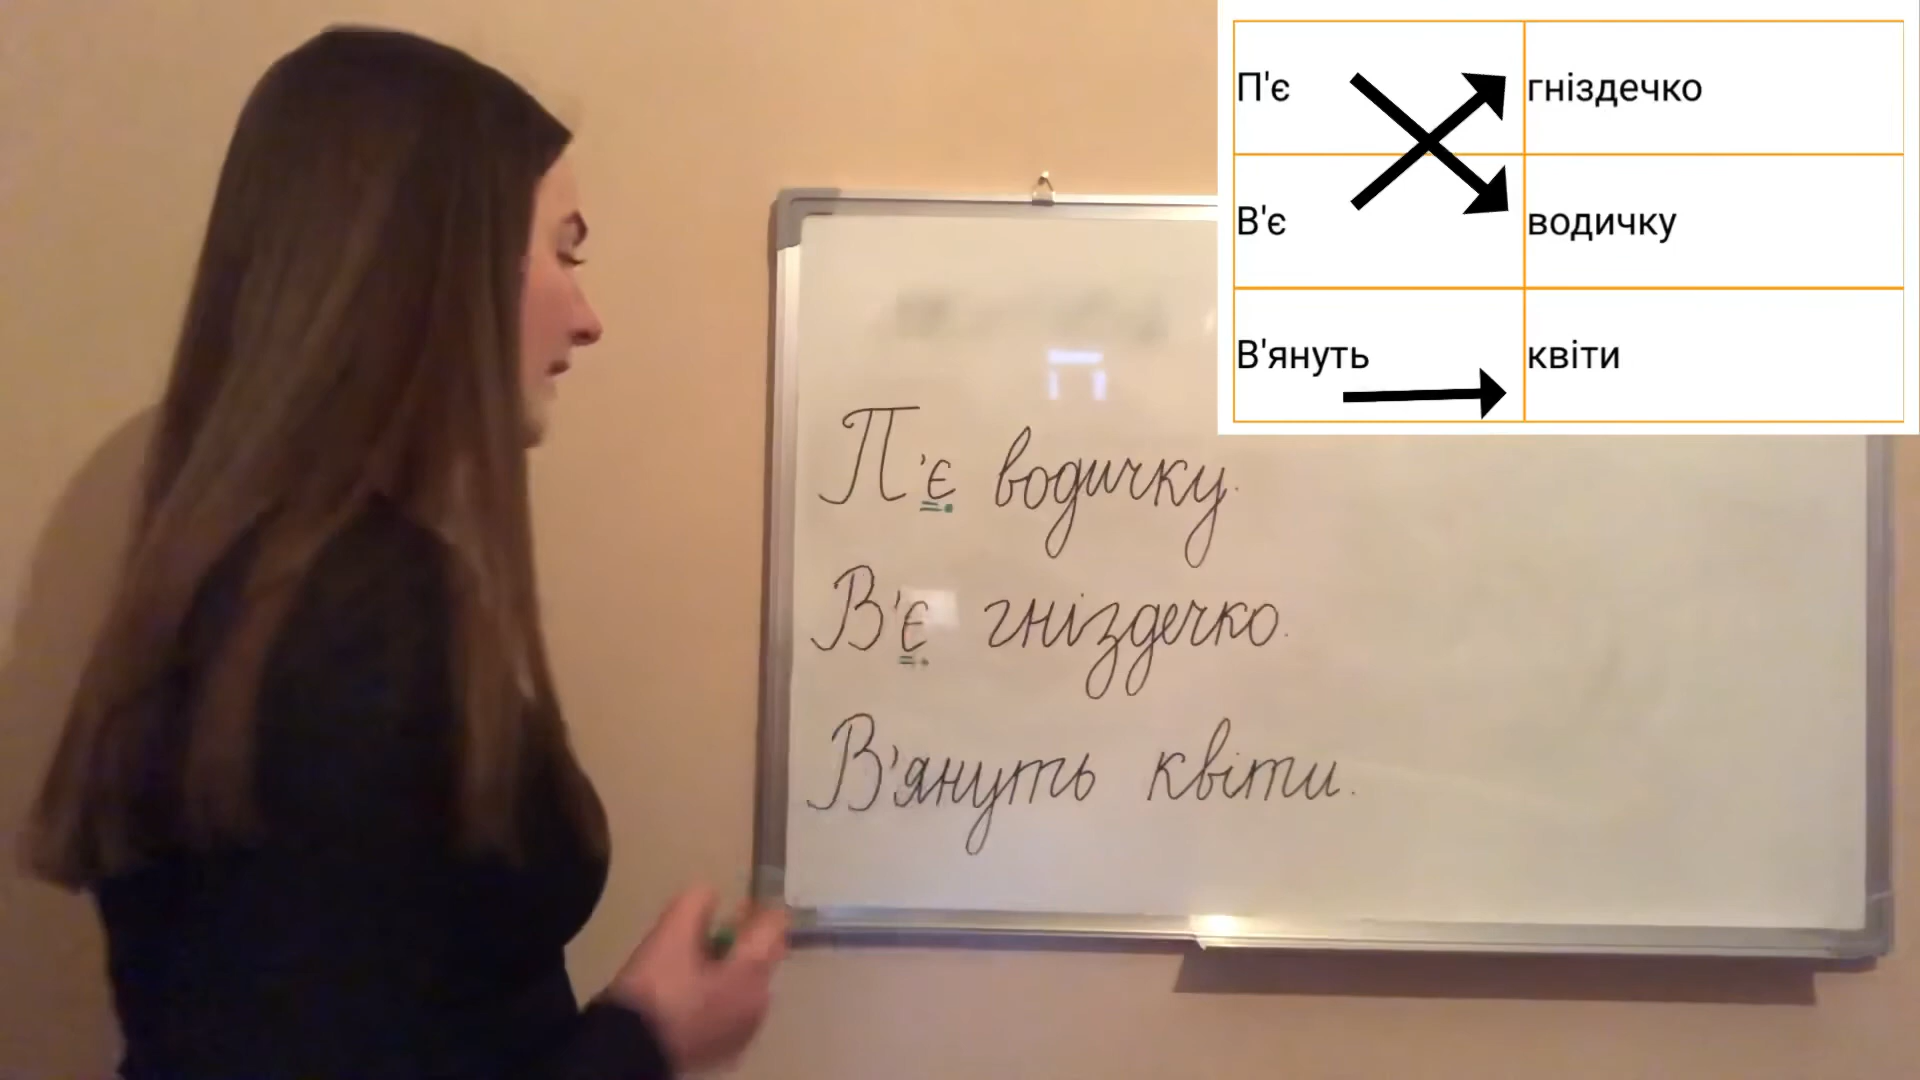 П'є гніздечко
В'є водичку
В'януть квіти
П'є водичку.
В'є гніздечко.
В'януть квіти.